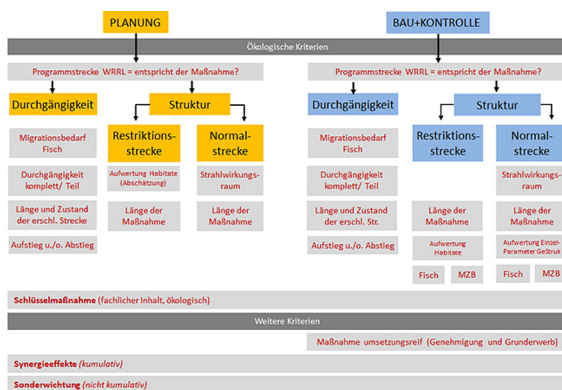 PLANUNG
BAU+KONTROLLE
Ökologische Kriterien
Programmstrecke WRRL = entspricht der Maßnahme?
Programmstrecke WRRL = entspricht der Maßnahme?
Durchgängigkeit
Struktur
Durchgängigkeit
Struktur
Migrationsbedarf
Fisch
Restriktions-
strecke
Normal-
strecke
Migrationsbedarf
Fisch
Restriktions-
strecke
Normal-
strecke
Durchgängigkeit
komplett/ Teil
Aufwertung Habitate
(Abschätzung)
Strahlwirkungs-
raum
Durchgängigkeit
komplett/ Teil
Strahlwirkungs-
raum
Länge und Zustand
der erschl. Strecke
Länge der
Maßnahme
Länge der
Maßnahme
Länge und Zustand
der erschl. Str.
Länge der
Maßnahme
Länge der
Maßnahme
Aufstieg u./o. Abstieg
Aufstieg u./o. Abstieg
Aufwertung
Habitate
Aufwertung Einzel-
Parameter GeStruk
Fisch
MZB
Fisch
MZB
Schlüsselmaßnahme (fachlicher Inhalt, ökologisch)
Weitere Kriterien
Maßnahme umsetzungsreif (Genehmigung und Grunderwerb)
Synergieeffekte (kumulativ)
Sonderwichtung (nicht kumulativ)